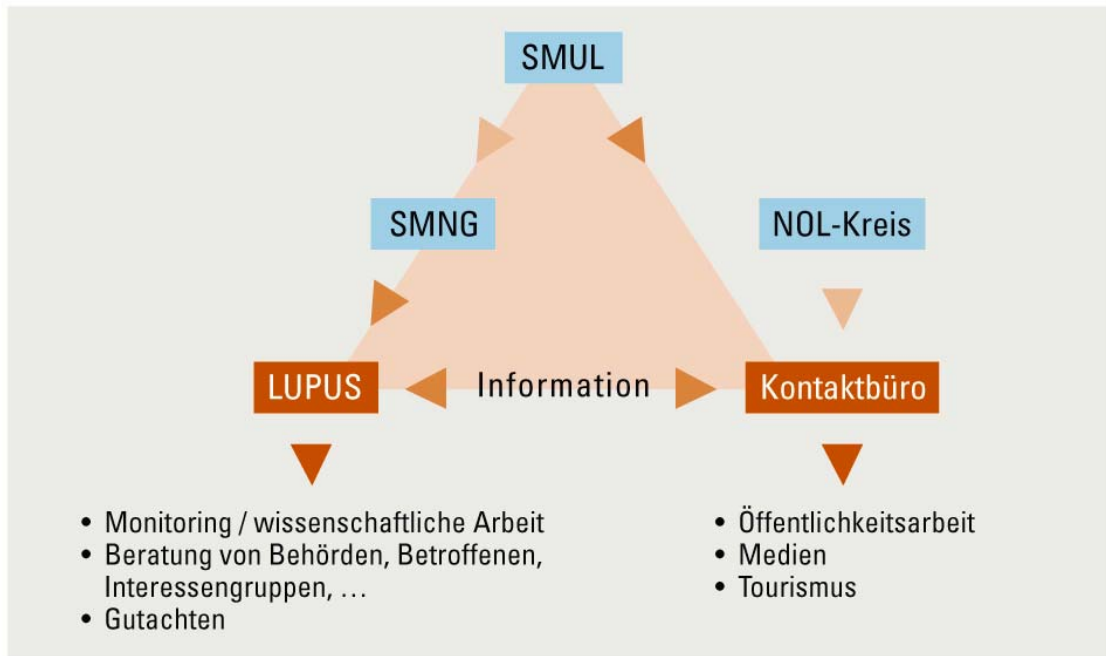 SMUL
SMNG
NOL-Kreis
LUPUS
Information
Kontaktbüro
• Monitoring / wissenschaftliche Arbeit
• Beratung von Behörden, Betroffenen,
Interessengruppen, …
• Gutachten
• Öffentlichkeitsarbeit
• Medien
• Tourismus